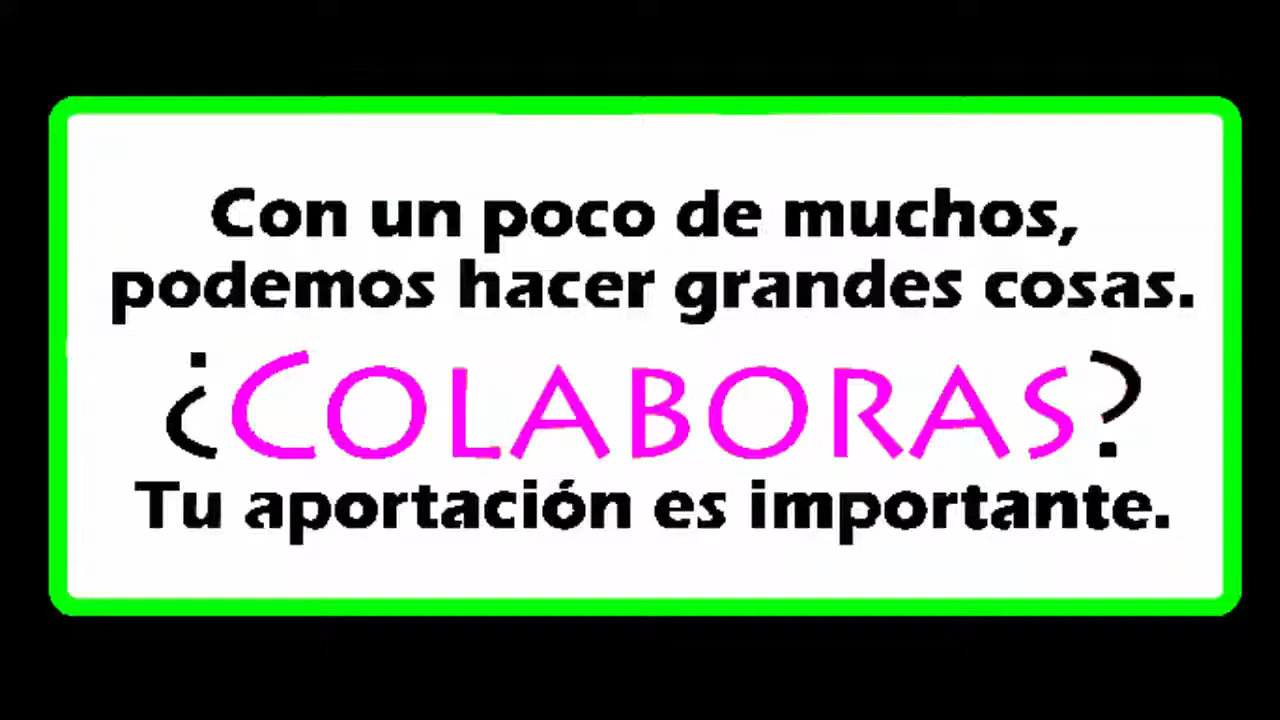 Con un poco de muchos,
podemos hacer grandes cosas.
¿COLABORAS?
Tu aportación es importante.